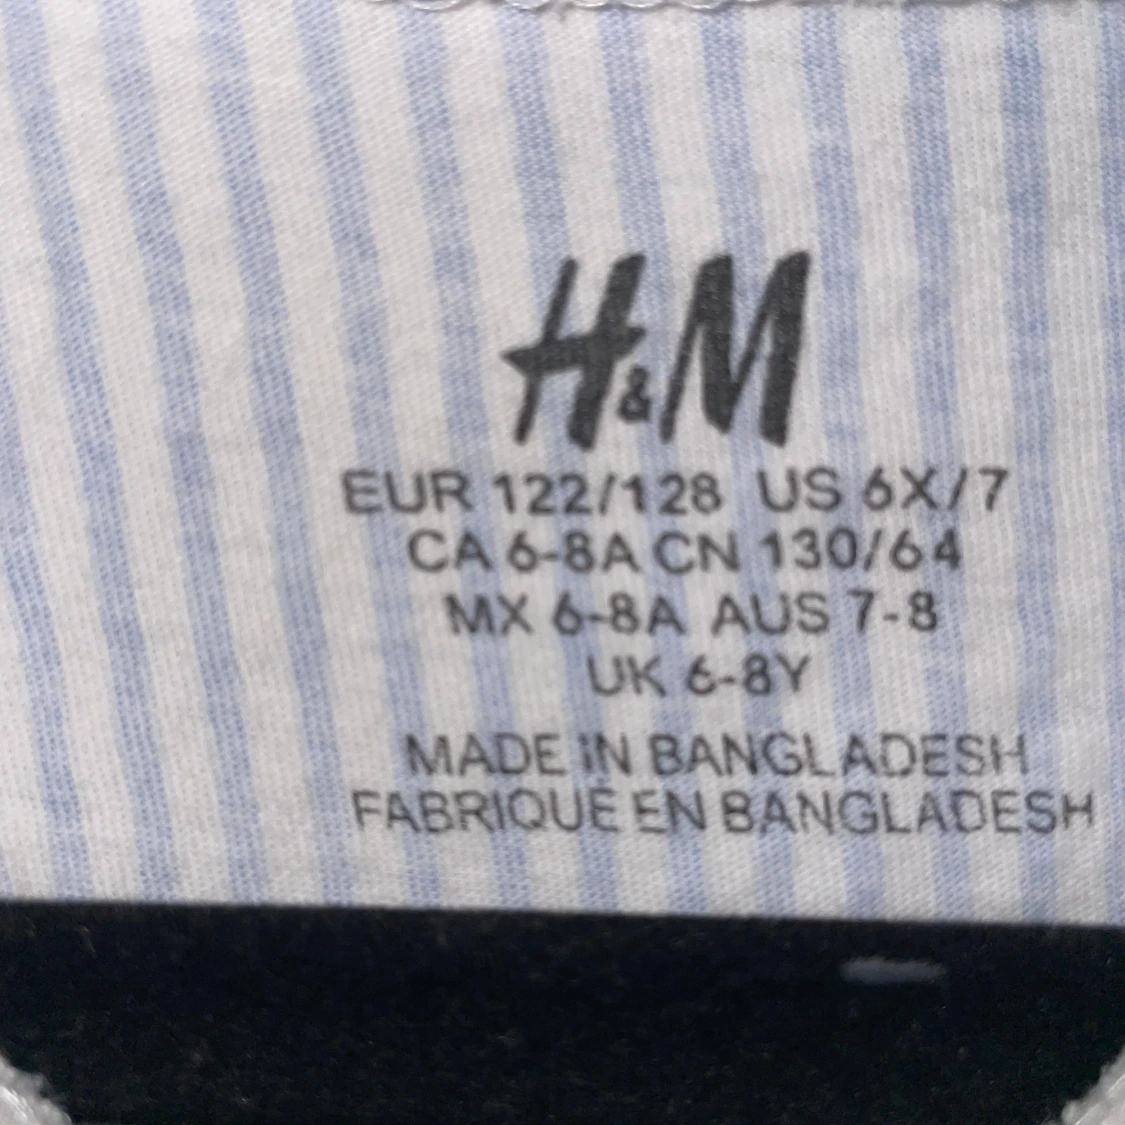 H&M
EUR 122/128 US 6X/7
CA 6-8A CN 130/64
MX 6-8A AUS 7-8
UK 6-8Y
MADE IN BANGLADESH
FABRIQUÉ EN BANGLADESH